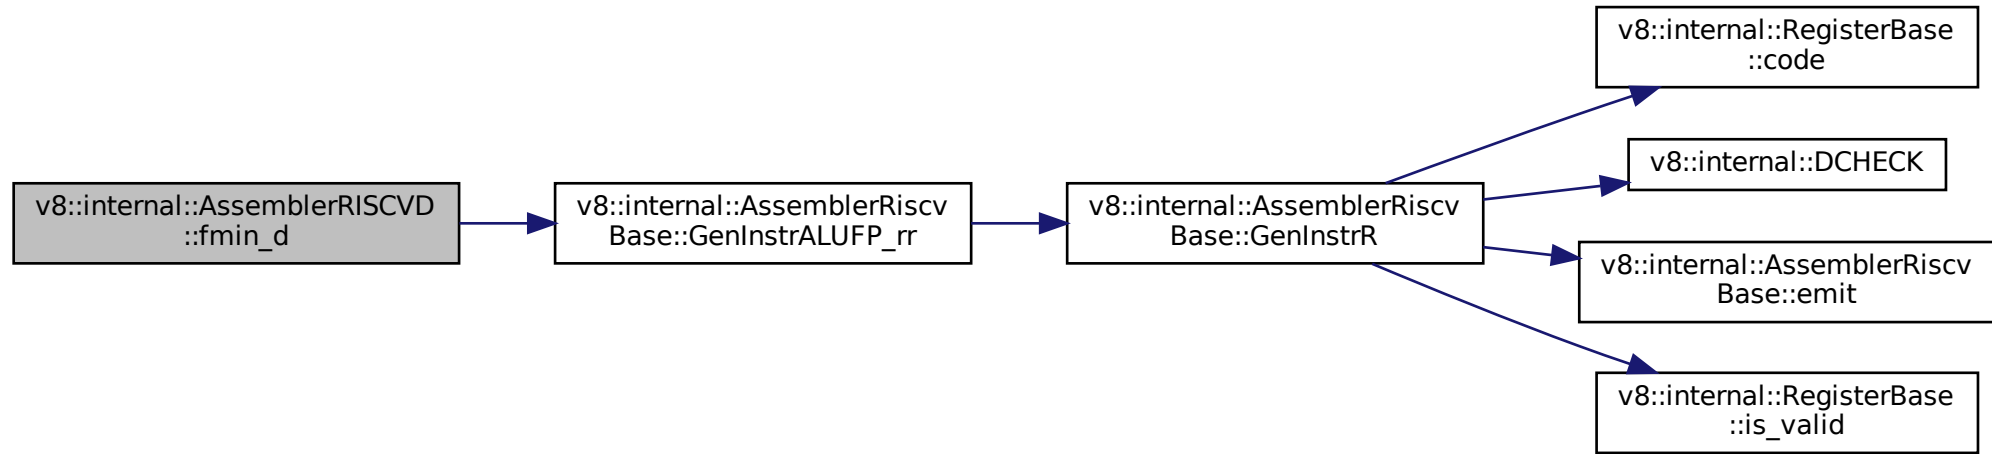 v8::internal::AssemblerRISCVD
::fmin_d
v8::internal::AssemblerRiscv
Base::GenInstrALUFP_rr
v8::internal::AssemblerRiscv
Base::GenInstrR
v8::internal::RegisterBase
::code
v8::internal::DCHECK
v8::internal::AssemblerRiscv
Base::emit
v8::internal::RegisterBase
::is_valid